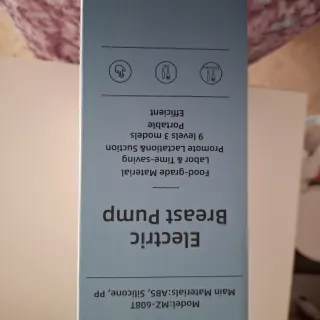 Model:MZ-608T
Main Materials:ABS, Silicone, PP
Electric
Breast Pump
Food-grade Material
Labor & Time-saving
Promote Lactation& Suction
9 levels 3 models
Portable
Efficient